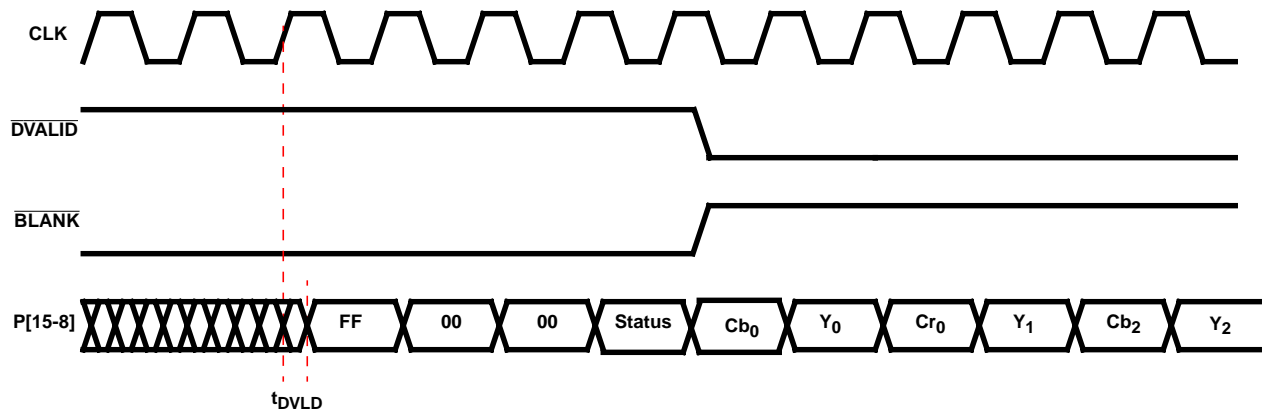 CLK
DVALID
BLANK
P[15-8] FF 00 00 Status Cb0 Y0 Cr0 Y1 Cb2 Y2
tDVLD